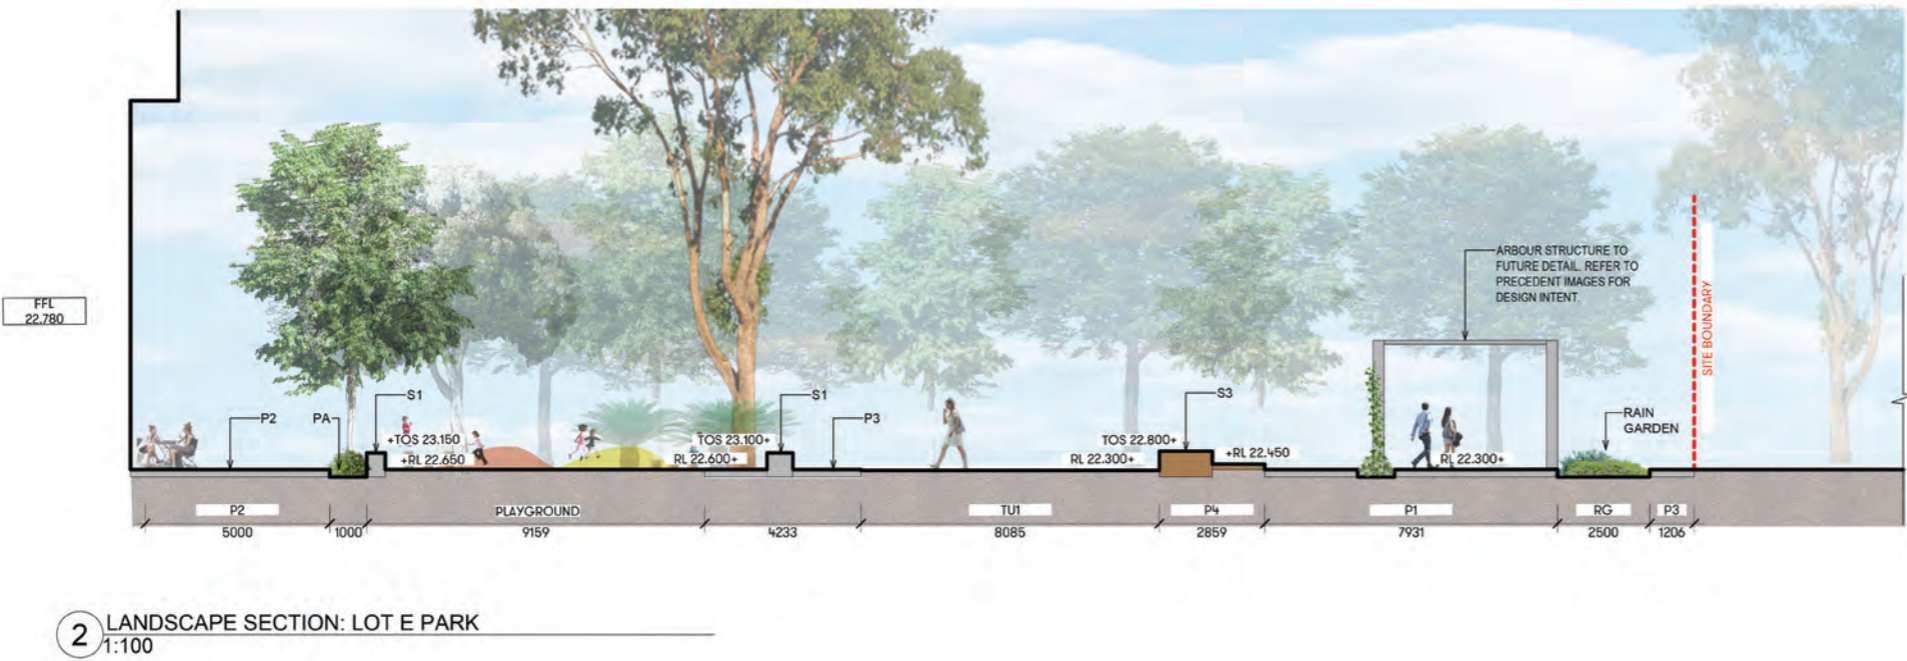 ARBOUR STRUCTURE TO
FUTURE DETAIL. REFER TO
PRECEDENT IMAGES FOR
DESIGN INTENT.
SITE BOUNDARY
FFL
22.780
P2
PA
S1
+TOS 23.150
+RL 22.650
TOS 23.100+
RL 22.600+
S1
P3
TOS 22.800+
RL 22.300+
S3
+RL 22.450
RL 22.300+
RAIN
GARDEN
P2
PLAYGROUND
TU1
P4
P1
RG
P3
5000
1000
9159
4233
8085
2859
7931
2500
1206
2
LANDSCAPE SECTION: LOT E PARK
1:100